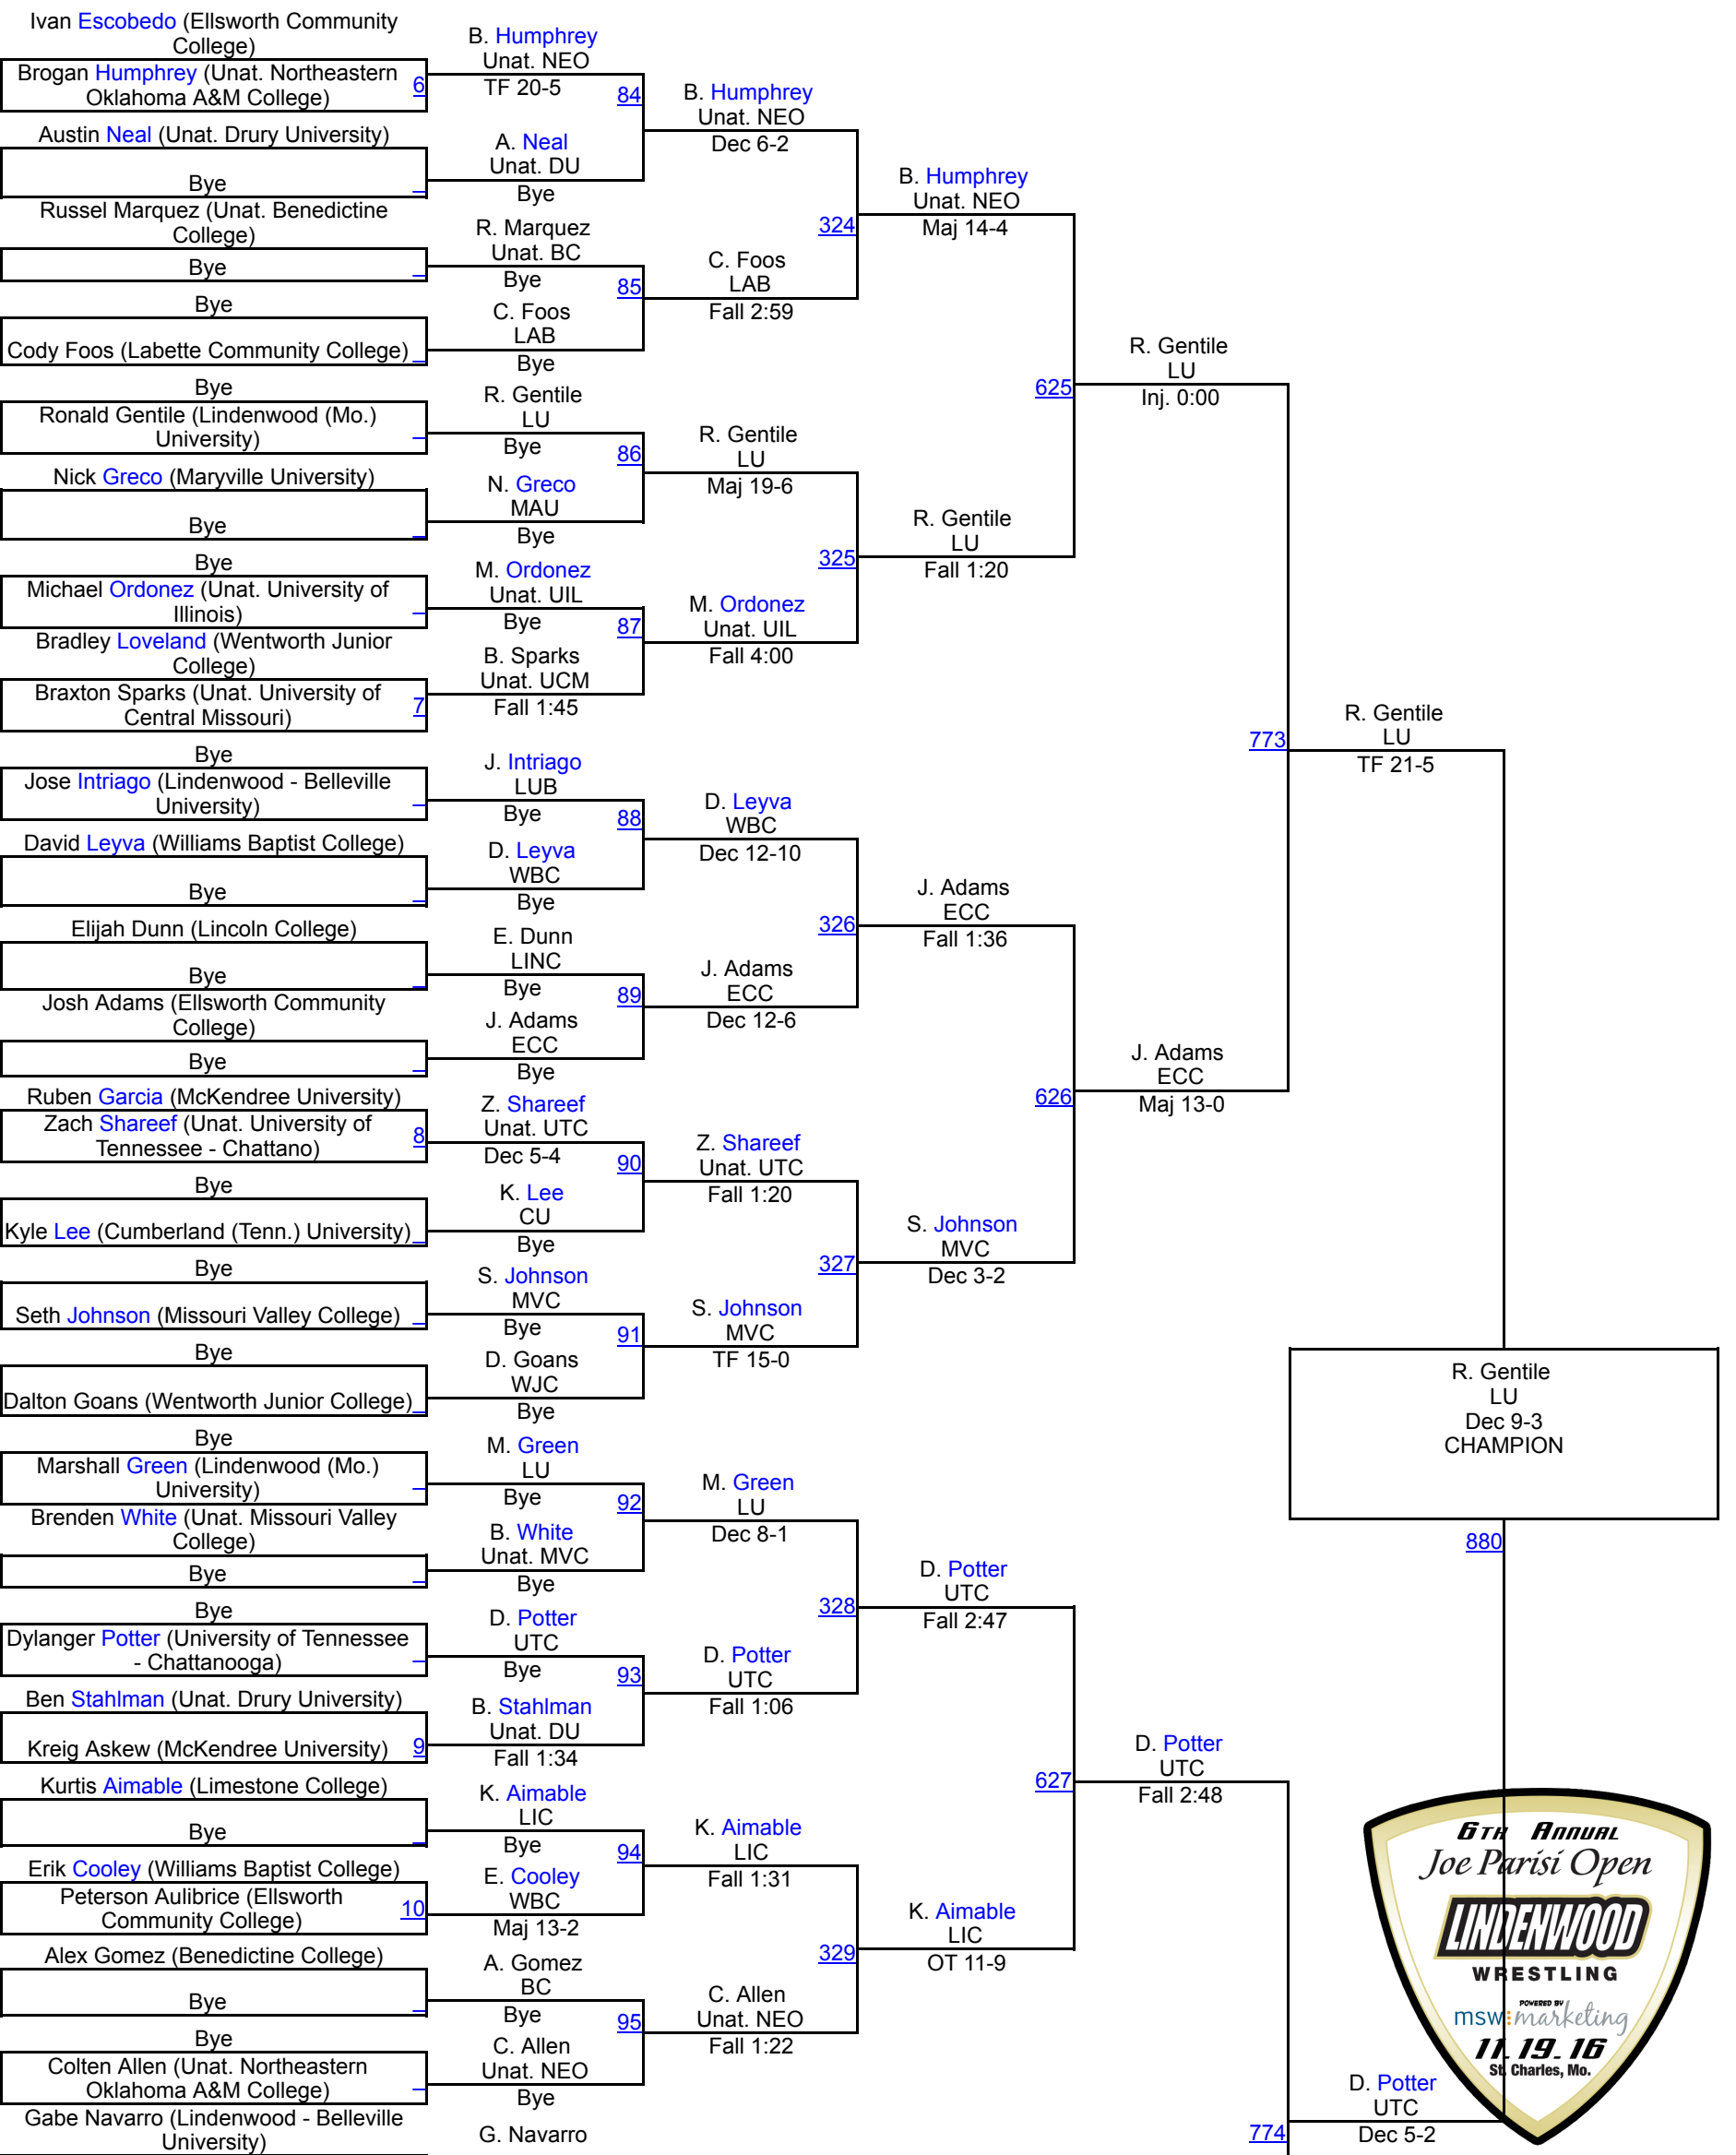 Ivan Escobedo (Ellsworth Community
College)
Brogan Humphrey (Unat. Northeastern
Oklahoma A&M College)
6
Austin Neal (Unat. Drury University)
Bye
Russel Marquez (Unat. Benedictine
College)
Bye
Bye
Cody Foos (Labette Community College)
Bye
Ronald Gentile (Lindenwood (Mo.)
University)
Nick Greco (Maryville University)
Bye
Bye
Michael Ordonez (Unat. University of
Illinois)
Bradley Loveland (Wentworth Junior
College)
Braxton Sparks (Unat. University of
Central Missouri)
7
Bye
Jose Intriago (Lindenwood - Belleville
University)
David Leyva (Williams Baptist College)
Bye
Elijah Dunn (Lincoln College)
Bye
Josh Adams (Ellsworth Community
College)
Bye
Ruben Garcia (McKendree University)
Zach Shareef (Unat. University of
Tennessee - Chattano)
8
Bye
Kyle Lee (Cumberland (Tenn.) University)
Bye
Seth Johnson (Missouri Valley College)
Bye
Dalton Goans (Wentworth Junior College)
Bye
Marshall Green (Lindenwood (Mo.)
University)
Brenden White (Unat. Missouri Valley
College)
Bye
Bye
Dylanger Potter (University of Tennessee
- Chattanooga)
Ben Stahlman (Unat. Drury University)
Kreig Askew (McKendree University)
9
Kurtis Aimable (Limestone College)
Bye
Erik Cooley (Williams Baptist College)
Peterson Aulibrice (Ellsworth
Community College)
10
Alex Gomez (Benedictine College)
Bye
Bye
Colten Allen (Unat. Northeastern
Oklahoma A&M College)
Gabe Navarro (Lindenwood - Belleville
University)
B. Humphrey
Unat. NEO
TF 20-5
84
A. Neal
Unat. DU
Bye
R. Marquez
Unat. BC
Bye
85
C. Foos
LAB
Bye
R. Gentile
LU
Bye
86
N. Greco
MAU
Bye
M. Ordonez
Unat. UIL
Bye
87
B. Sparks
Unat. UCM
Fall 1:45
J. Intriago
LUB
Bye
88
D. Leyva
WBC
Bye
E. Dunn
LINC
Bye
89
J. Adams
ECC
Bye
Z. Shareef
Unat. UTC
Dec 5-4
90
K. Lee
CU
Bye
S. Johnson
MVC
Bye
91
D. Goans
WJC
Bye
M. Green
LU
Bye
92
B. White
Unat. MVC
Bye
D. Potter
UTC
Bye
93
B. Stahlman
Unat. DU
Fall 1:34
K. Aimable
LIC
Bye
94
E. Cooley
WBC
Maj 13-2
A. Gomez
BC
Bye
95
C. Allen
Unat. NEO
Bye
G. Navarro
B. Humphrey
Unat. NEO
Dec 6-2
324
C. Foos
LAB
Fall 2:59
R. Gentile
LU
Maj 19-6
325
M. Ordonez
Unat. UIL
Fall 4:00
D. Leyva
WBC
Dec 12-10
326
J. Adams
ECC
Dec 12-6
Z. Shareef
Unat. UTC
Fall 1:20
327
S. Johnson
MVC
TF 15-0
M. Green
LU
Dec 8-1
328
D. Potter
UTC
Fall 1:06
K. Aimable
LIC
Fall 1:31
329
C. Allen
Unat. NEO
Fall 1:22
B. Humphrey
Unat. NEO
Maj 14-4
625
R. Gentile
LU
Fall 1:20
J. Adams
ECC
Fall 1:36
626
S. Johnson
MVC
Dec 3-2
D. Potter
UTC
Fall 2:47
627
K. Aimable
LIC
OT 11-9
R. Gentile
LU
Inj. 0:00
773
J. Adams
ECC
Maj 13-0
D. Potter
UTC
Fall 2:48
774
R. Gentile
LU
TF 21-5
R. Gentile
LU
Dec 9-3
CHAMPION
880
D. Potter
UTC
Dec 5-2
6TH ANNUAL
Joe Parisi Open
LINDENWOOD
WRESTLING
POWERED BY
msw:marketing
11.19.16
St. Charles, Mo.